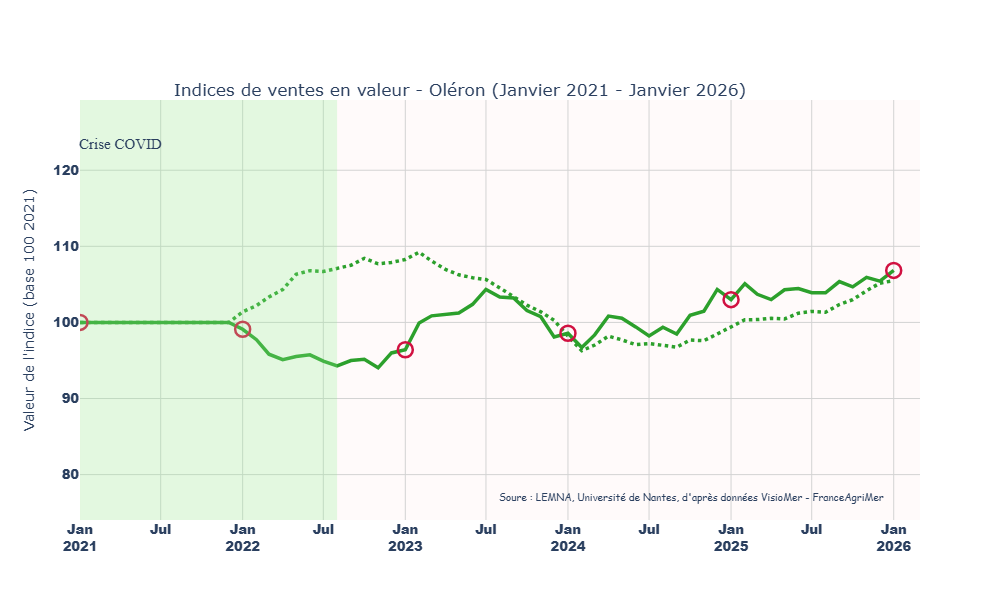 Indices de ventes en valeur - Oléron (Janvier 2021 - Janvier 2026)
Crise COVID
120
110
100
90
80
Valeur de l'indice (base 100 2021)
Soure : LEMNA, Université de Nantes, d'après données VisioMer - FranceAgriMer
Jan Jul Jan Jul Jan Jul Jan Jul Jan Jul Jan
2021 2022 2023 2024 2025 2026